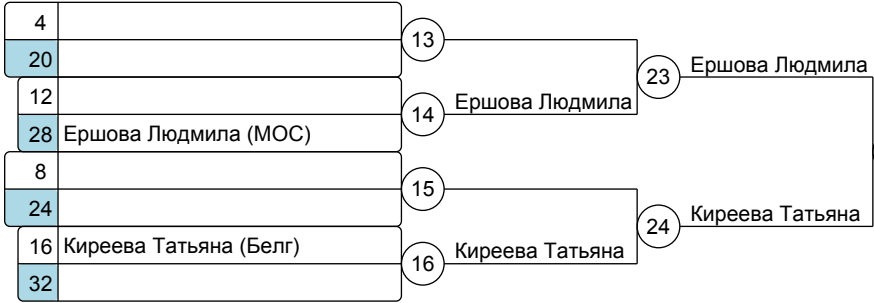 4
20
13
12
28 Ершова Людмила (МОС)
14 Ершова Людмила
23 Ершова Людмила
8
24
15
16 Киреева Татьяна (Белг)
32
16 Киреева Татьяна
24 Киреева Татьяна